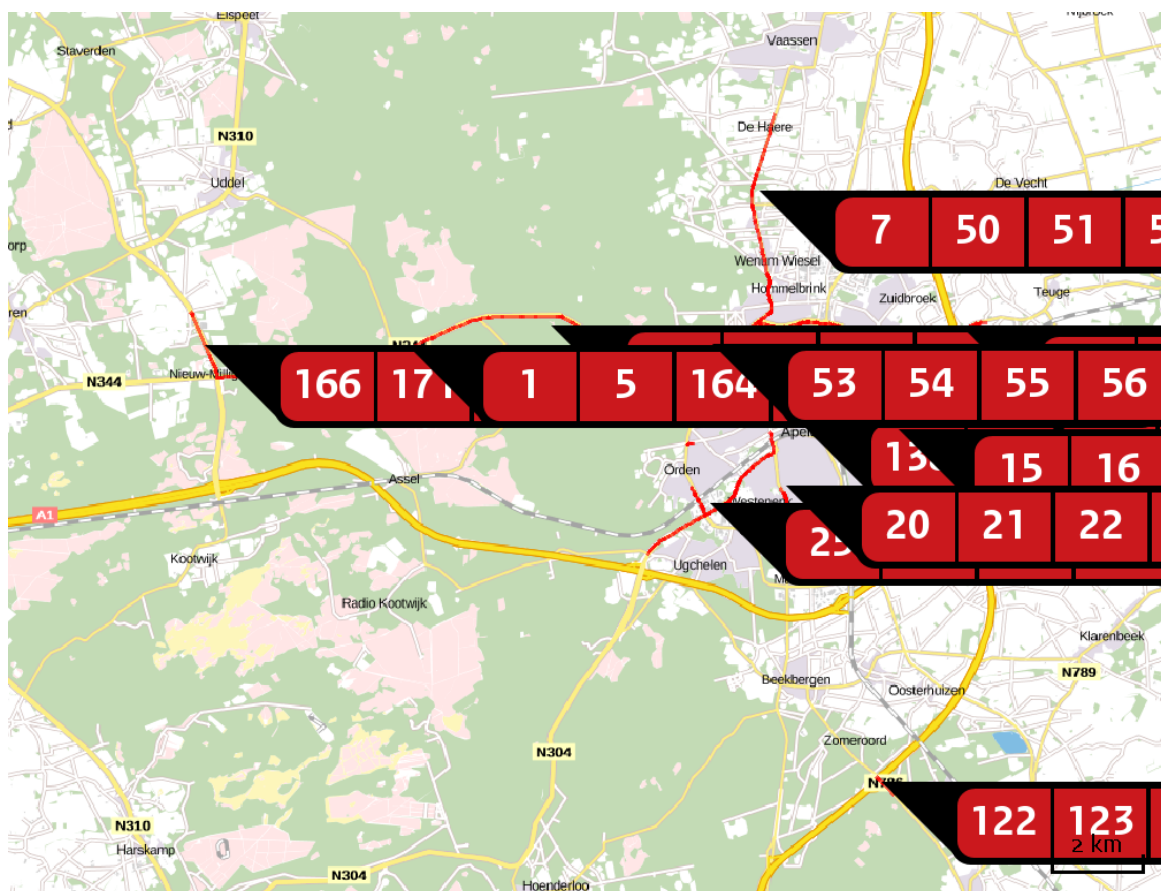 Elspeet
Staverden
Vaassen
N310
De Haere
Uddel
De Vecht
7 50 51
Wenum Wiesel
Hommelbrink
Zuidbroek
Teuge
N344
166 171 1 5 164 53 54 55 56
Orden
15 16
Assel
A1
20 21 22
Kootwijk
Ugchelen
Radio Kootwijk
Klarenbeek
N789
Beekbergen
Oosterhuizen
Zomeroord
N304
122 123
2 km
N310
Harskamp
N304
Hoenderloo